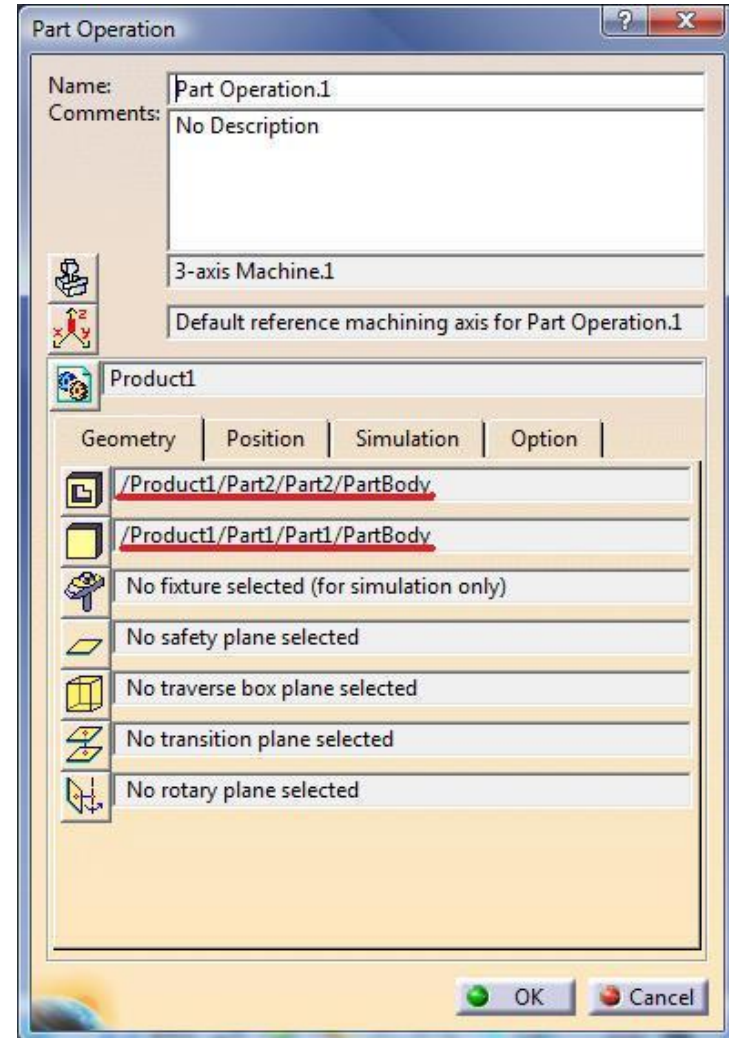 Part Operation
Name: Part Operation.1
Comments: No Description
3-axis Machine.1
Default reference machining axis for Part Operation.1
Product1
Geometry Position Simulation Option
/Product1/Part2/Part2/PartBody
/Product1/Part1/Part1/PartBody
No fixture selected (for simulation only)
No safety plane selected
No traverse box plane selected
No transition plane selected
No rotary plane selected
OK Cancel